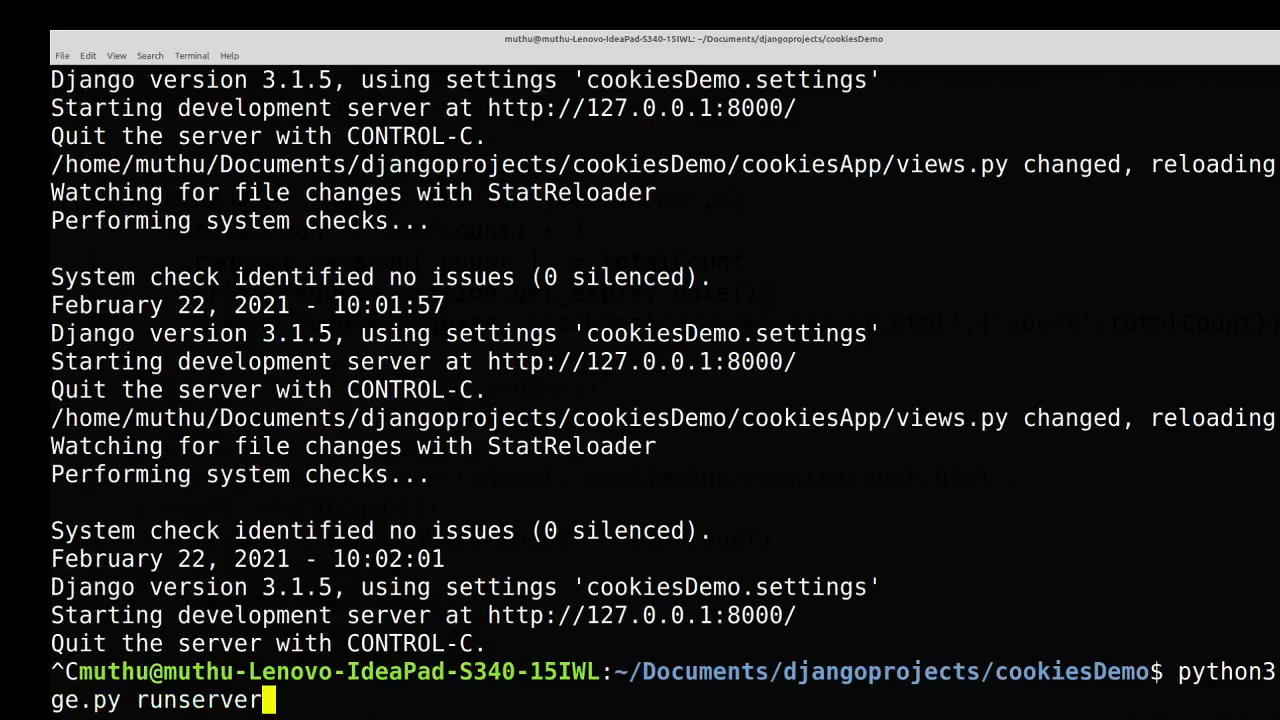 muthu@muthu-Lenovo-IdeaPad-S340-15IWL: ~/Documents/djangoprojects/cookiesDemo
File Edit View Search Terminal Help
Django version 3.1.5, using settings 'cookiesDemo.settings'
Starting development server at http://127.0.0.1:8000/
Quit the server with CONTROL-C.
/home/muthu/Documents/djangoprojects/cookiesDemo/cookiesApp/views.py changed, reloading
Watching for file changes with StatReloader
Performing system checks...
System check identified no issues (0 silenced).
February 22, 2021 - 10:01:57
Django version 3.1.5, using settings 'cookiesDemo.settings'
Starting development server at http://127.0.0.1:8000/
Quit the server with CONTROL-C.
/home/muthu/Documents/djangoprojects/cookiesDemo/cookiesApp/views.py changed, reloading
Watching for file changes with StatReloader
Performing system checks...
System check identified no issues (0 silenced).
February 22, 2021 - 10:02:01
Django version 3.1.5, using settings 'cookiesDemo.settings'
Starting development server at http://127.0.0.1:8000/
Quit the server with CONTROL-C.
^Cmuthu@muthu-Lenovo-IdeaPad-S340-15IWL:~/Documents/djangoprojects/cookiesDemo$ python3
ge.py runserver